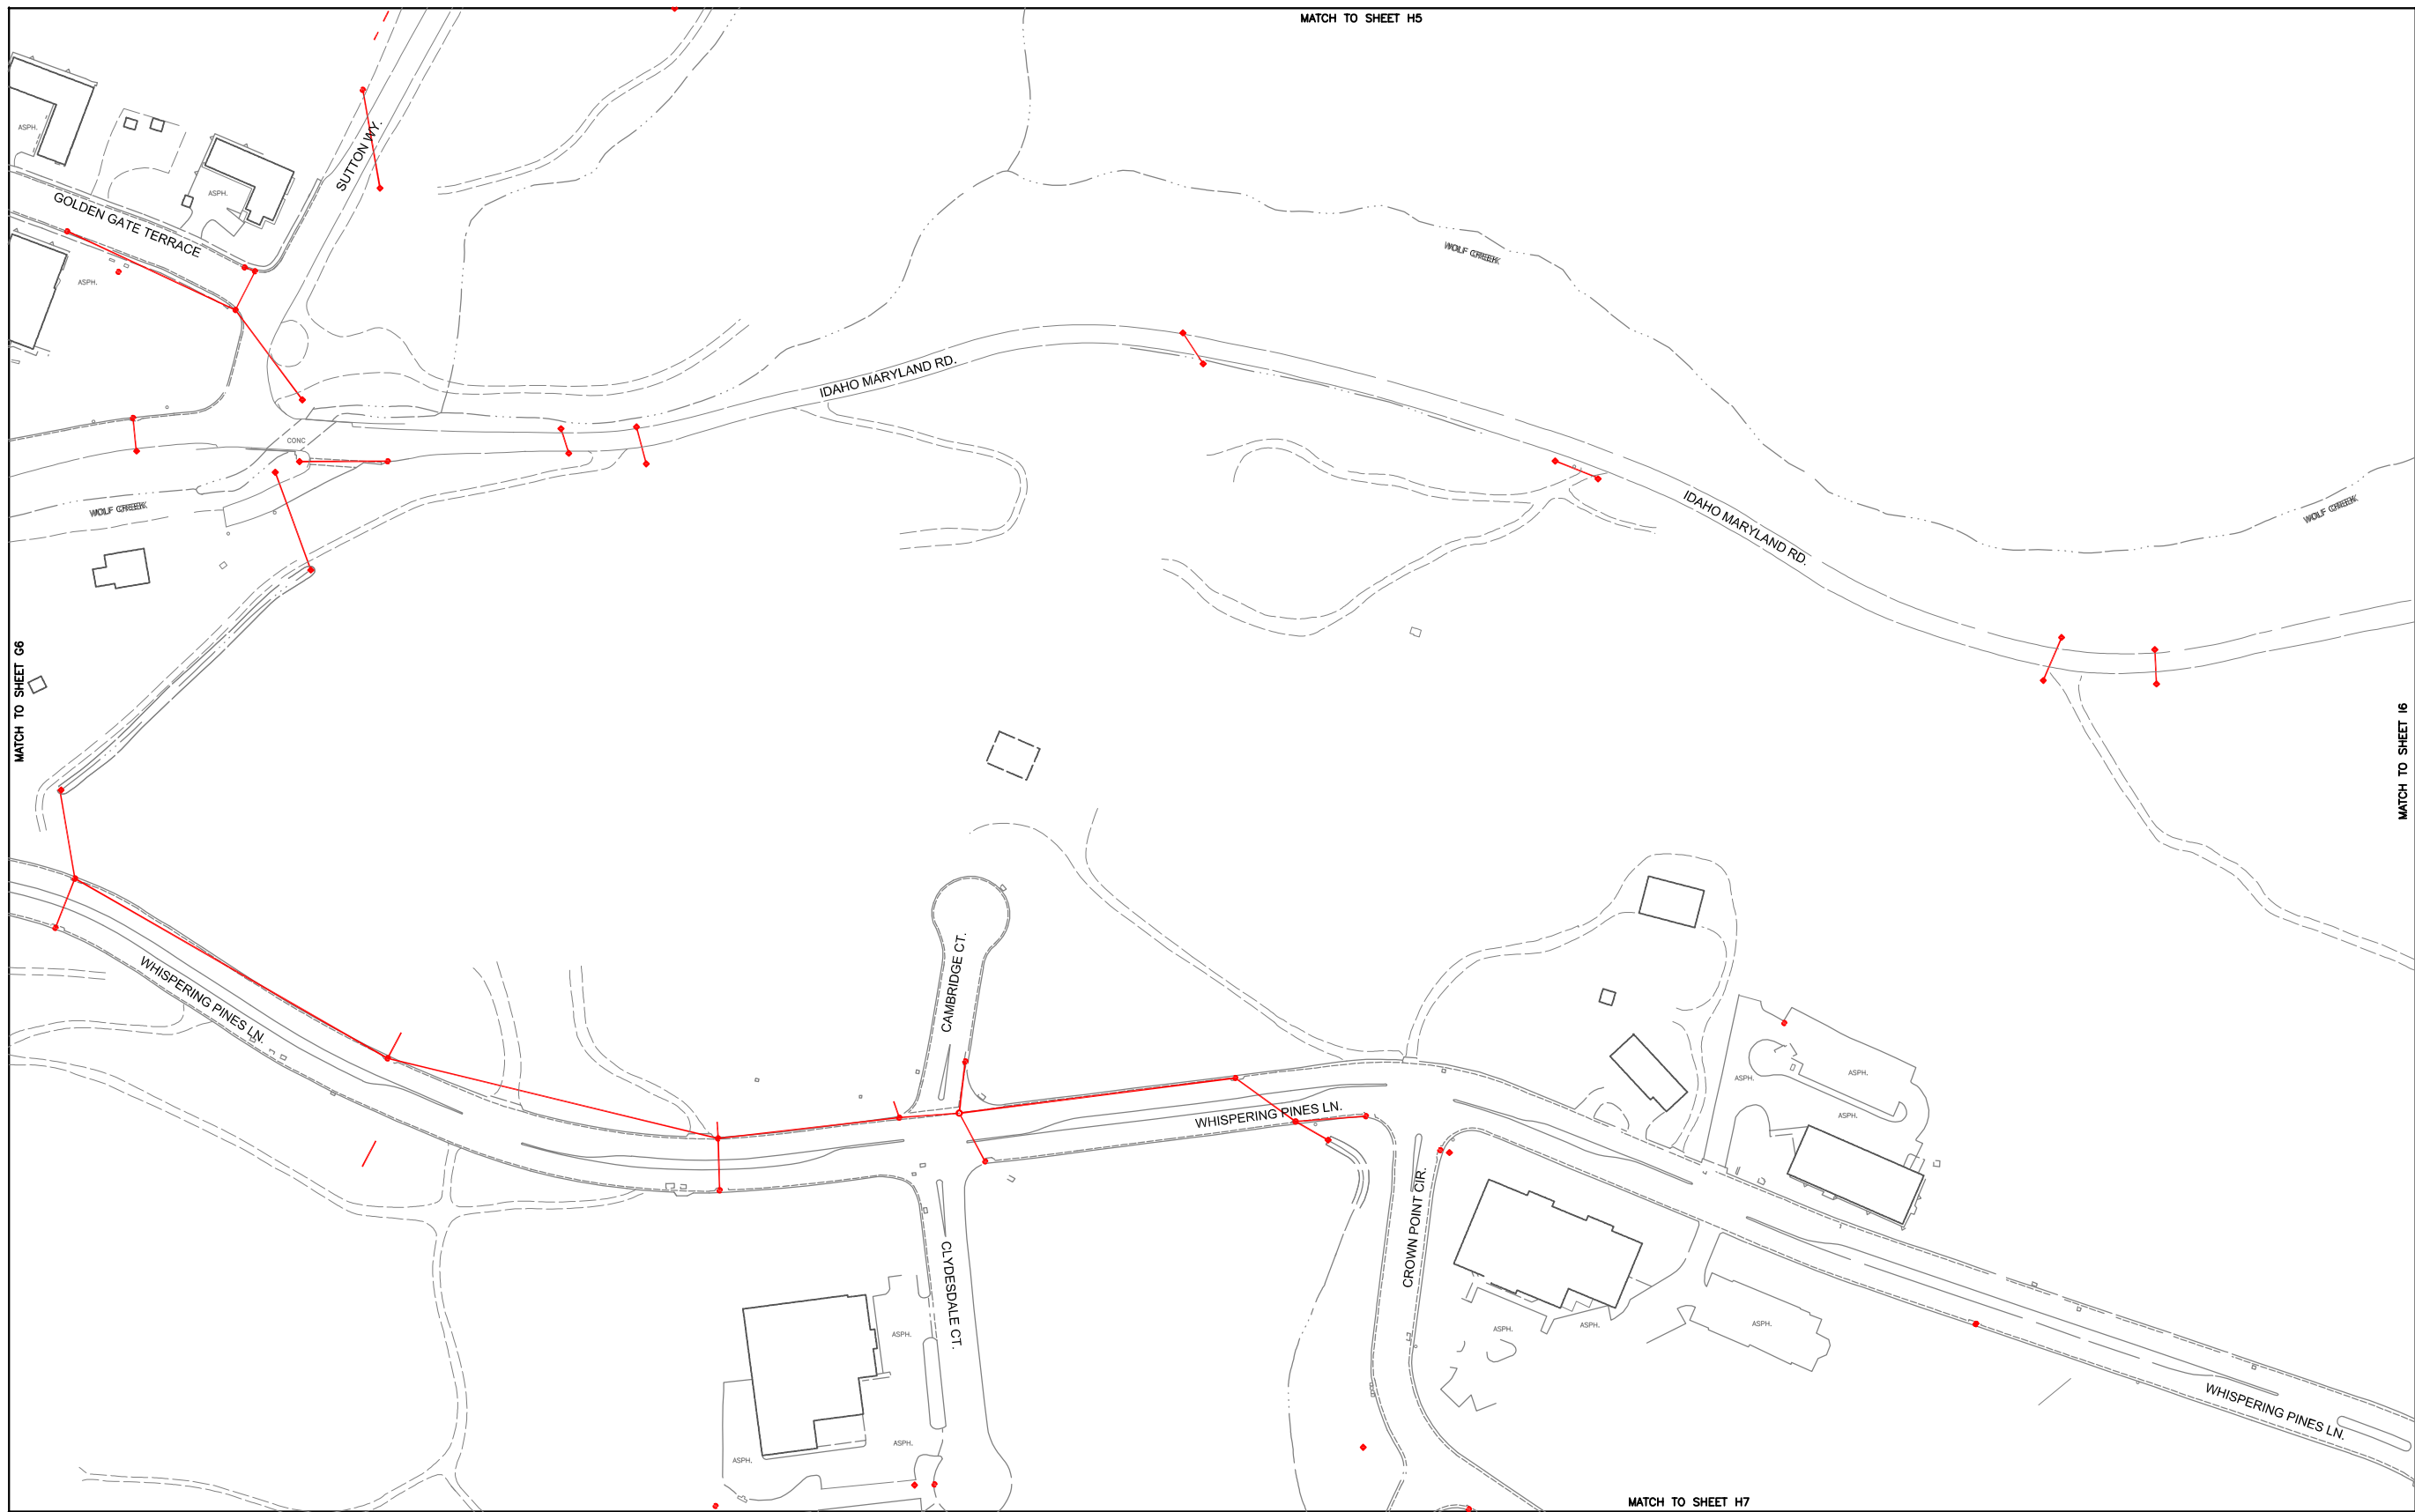 MATCH TO SHEET H5
ASPH.
SUTTON WY.
ASPH.
GOLDEN GATE TERRACE
WOLF CREEK
ASPH.
IDAHO MARYLAND RD.
CONC
WOLF CREEK
IDAHO MARYLAND RD.
WOLF CREEK
MATCH TO SHEET G6
MATCH TO SHEET I6
CAMBRIDGE CT.
WHISPERING PINES LN.
ASPH.
ASPH.
ASPH.
WHISPERING PINES LN.
CROWN POINT CIR.
CLYDESDALE CT.
ASPH.
ASPH.
ASPH.
ASPH.
WHISPERING PINES LN.
ASPH.
ASPH.
MATCH TO SHEET H7